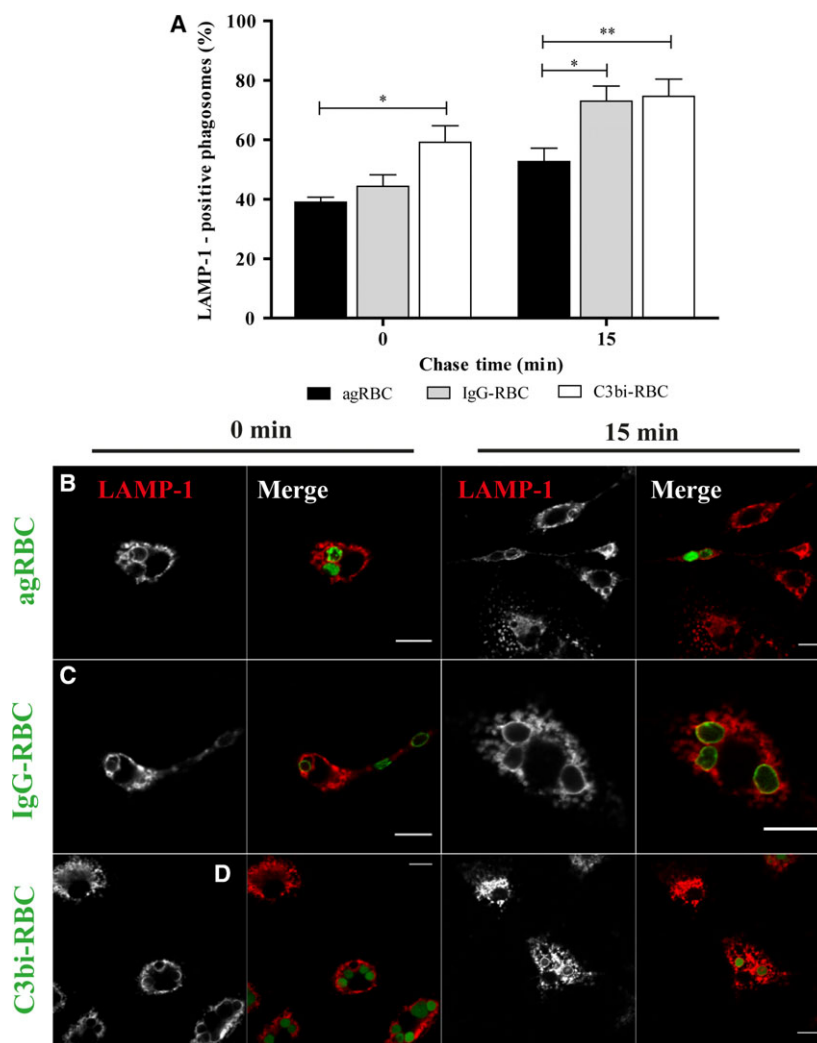 A
LAMP-1 - positive phagosomes (%)
100
80
60
40
20
0
*
*
**
0
15
Chase time (min)
agRBC
IgG-RBC
C3bi-RBC
0 min
15 min
B
LAMP-1
Merge
LAMP-1
Merge
agRBC
C
IgG-RBC
D
C3bi-RBC